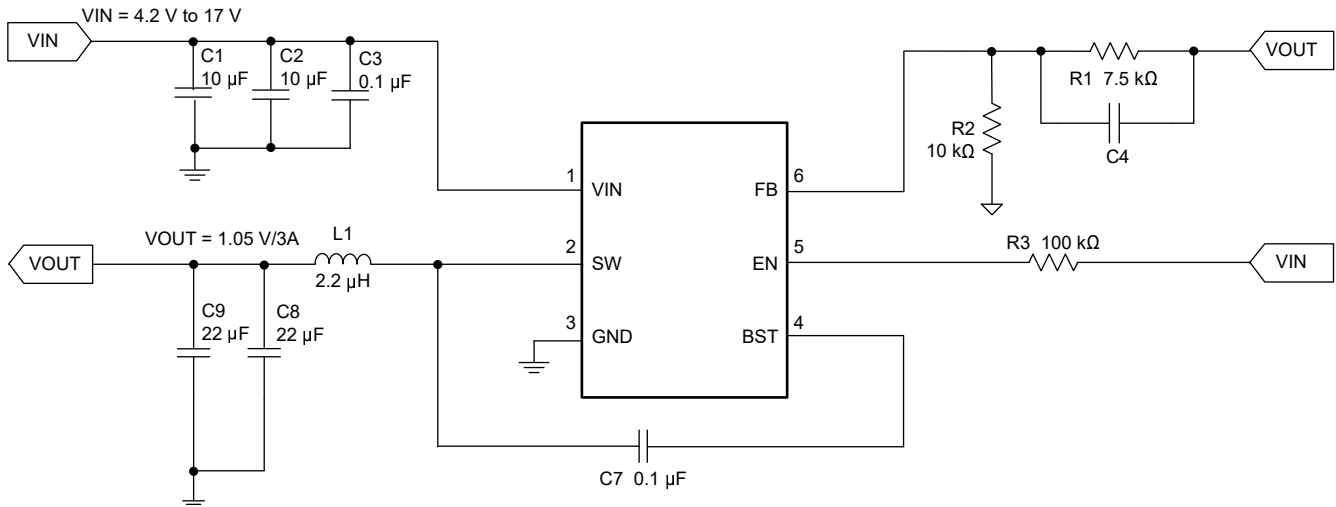 VIN = 4.2 V to 17 V
VIN
C1
10 µF
C2
10 µF
C3
0.1 µF
VOUT
R1 7.5 kΩ
R2
10 kΩ
C4
1
VIN
FB
6
VOUT = 1.05 V/3A
L1
VOUT
2.2 µH
2
SW
EN
5
R3 100 kΩ
VIN
C9
22 µF
C8
22 µF
3
GND
BST
4
C7 0.1 µF